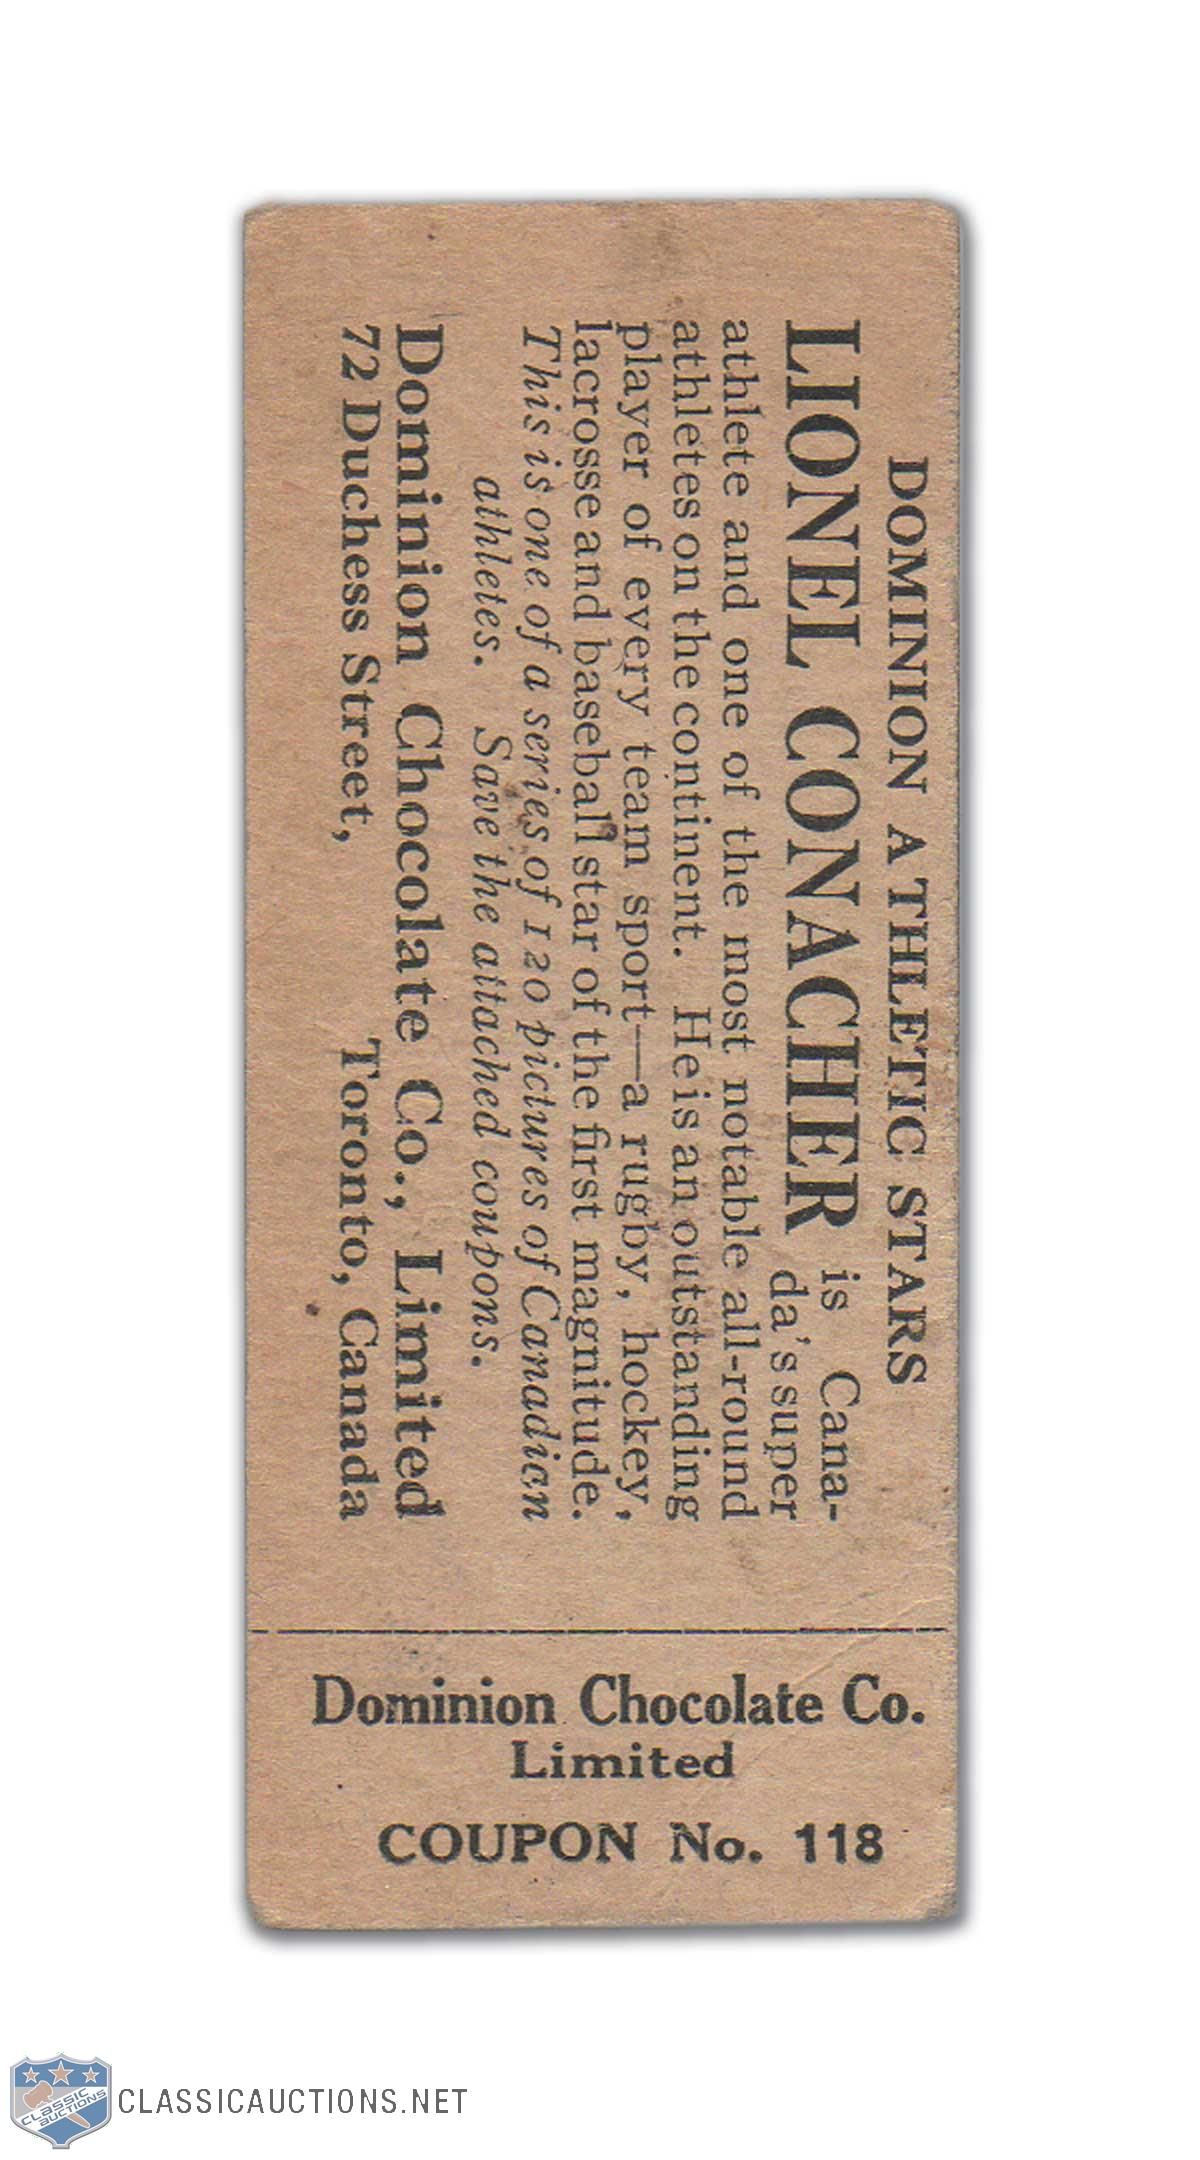 DOMINION ATHLETIC STARS
LIONEL CONACHER is Cana-
da's super
athlete and one of the most notable all-round
athletes on the continent. He is an outstanding
player of every team sport—a rugby, hockey,
lacrosse and baseball star of the first magnitude.
This is one of a series of 120 pictures of Canadian
athletes. Save the attached coupons.
Dominion Chocolate Co., Limited
72 Duchess Street, Toronto, Canada
Dominion Chocolate Co.
Limited
COUPON No. 118
CLASSIC
AUCTIONS
CLASSICAUCTIONS.NET